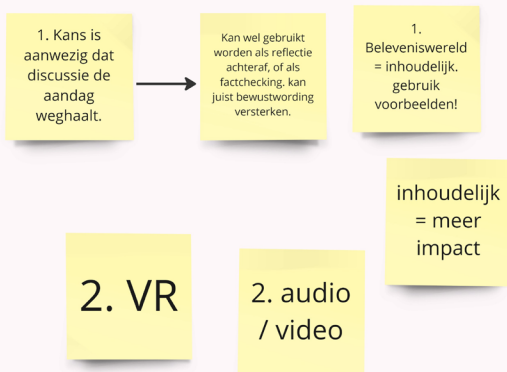 1. Kans is
aanwezig dat
discussie de
aandag
weghaalt.
Kan wel gebruikt
worden als reflectie
achteraf, of als
factchecking. kan
juist bewustwording
versterken.
1.
Beleveniswereld
= inhoudelijk.
gebruik
voorbeelden!
inhoudelijk
= meer
impact
2. VR
2. audio
/ video